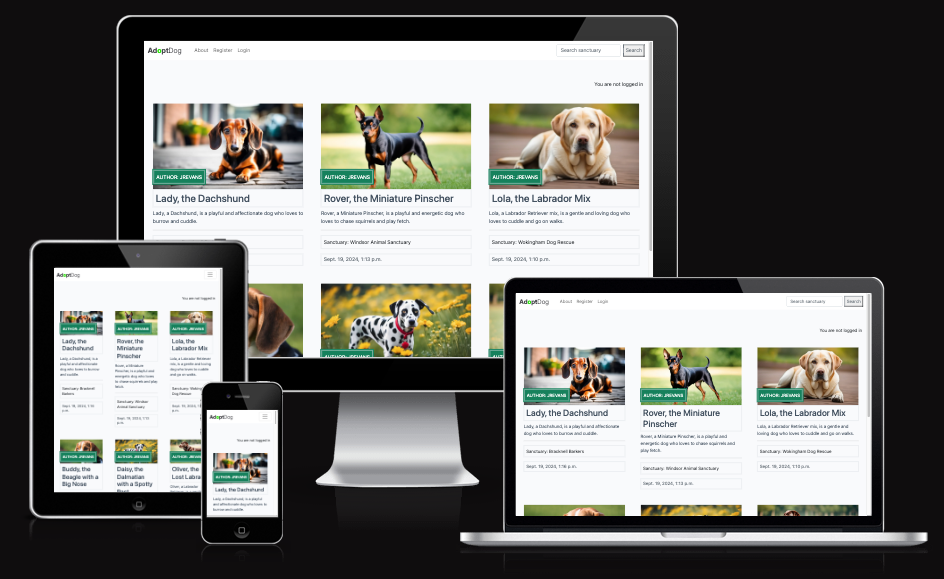 AdoptDog About Register Login Search sanctuary Search
You are not logged in
AUTHOR: JREVANS AUTHOR: JREVANS AUTHOR: JREVANS
Lady, the Dachshund
Lady, a Dachshund, is a playful and affectionate dog who loves to
burrow and cuddle.
Rover, the Miniature Pinscher
Rover, a Miniature Pinscher, is a playful and energetic dog who
loves to chase squirrels and play fetch.
Sanctuary: Windsor Animal Sanctuary
Sept. 19, 2024, 1:13 p.m.
Lola, the Labrador Mix
Lola, a Labrador Retriever mix, is a gentle and loving dog who
loves to cuddle and go on walks.
Sanctuary: Wokingham Dog Rescue
Sept. 19, 2024, 1:10 p.m.
AdoptDog
You are not logged in
AUTHOR: JREVANS AUTHOR: JREVANS AUTHOR: JREVANS
Lady, the
Dachshund
Lady, a Dachshund, is a
playful and affectionate
dog who loves to burrow
and cuddle.
Sanctuary: Bracknell
Barkers
Sept. 19, 2024, 1:15
p.m.
Rover, the
Miniature
Pinscher
Rover, a Miniature
Pinscher, is a playful and
energetic dog who loves
to chase squirrels and play
fetch.
Sanctuary: Windsor
Animal Sanctuary
Sept. 19, 2024, 1:13
p.m.
Lola, the
Labrador Mix
Lola, a Labrador Retriever
mix, is a gentle and loving
dog who loves to cuddle
and go on walks.
Buddy, the
Beagle with a
Big Nose
Daisy, the
Dalmatian
with a Spotty
Oliver, the
Lost Labra
AdoptDog
You are not logged in
AUTHOR: JREVANS
Lady, the Dachshund
Lady, a Dachshund, is a playful
and affectionate dog who loves to
burrow and cuddle.
AdoptDog About Register Login Search sanctuary Search
You are not logged in
AUTHOR: JREVANS AUTHOR: JREVANS AUTHOR: JREVANS
Lady, the Dachshund
Lady, a Dachshund, is a playful and affectionate
dog who loves to burrow and cuddle.
Sanctuary: Bracknell Barkers
Sept. 19, 2024, 1:15 p.m.
Rover, the Miniature
Pinscher
Rover, a Miniature Pinscher, is a playful and
energetic dog who loves to chase squirrels and
play fetch.
Sanctuary: Windsor Animal Sanctuary
Sept. 19, 2024, 1:13 p.m.
Lola, the Labrador Mix
Lola, a Labrador Retriever mix, is a gentle and
loving dog who loves to cuddle and go on walks.
Sanctuary: Wokingham Dog Rescue
Sept. 19, 2024, 1:10 p.m.